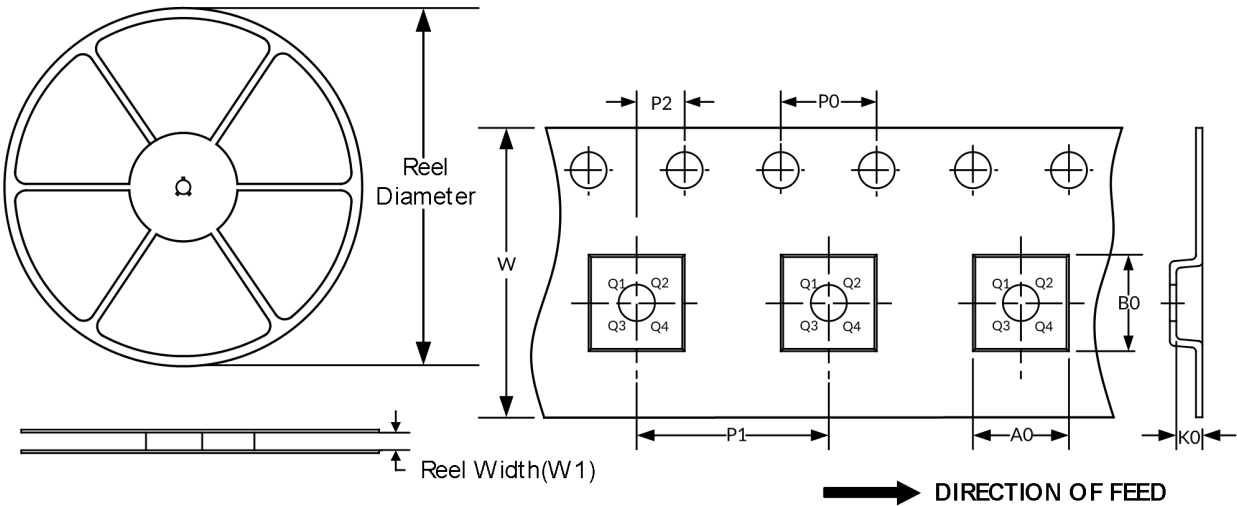 Reel
Diameter
Reel Width(W1)
P2
P0
W
Q1 Q2
Q3 Q4
Q1 Q2
Q3 Q4
Q1 Q2
Q3 Q4
B0
P1
A0
K0
DIRECTION OF FEED